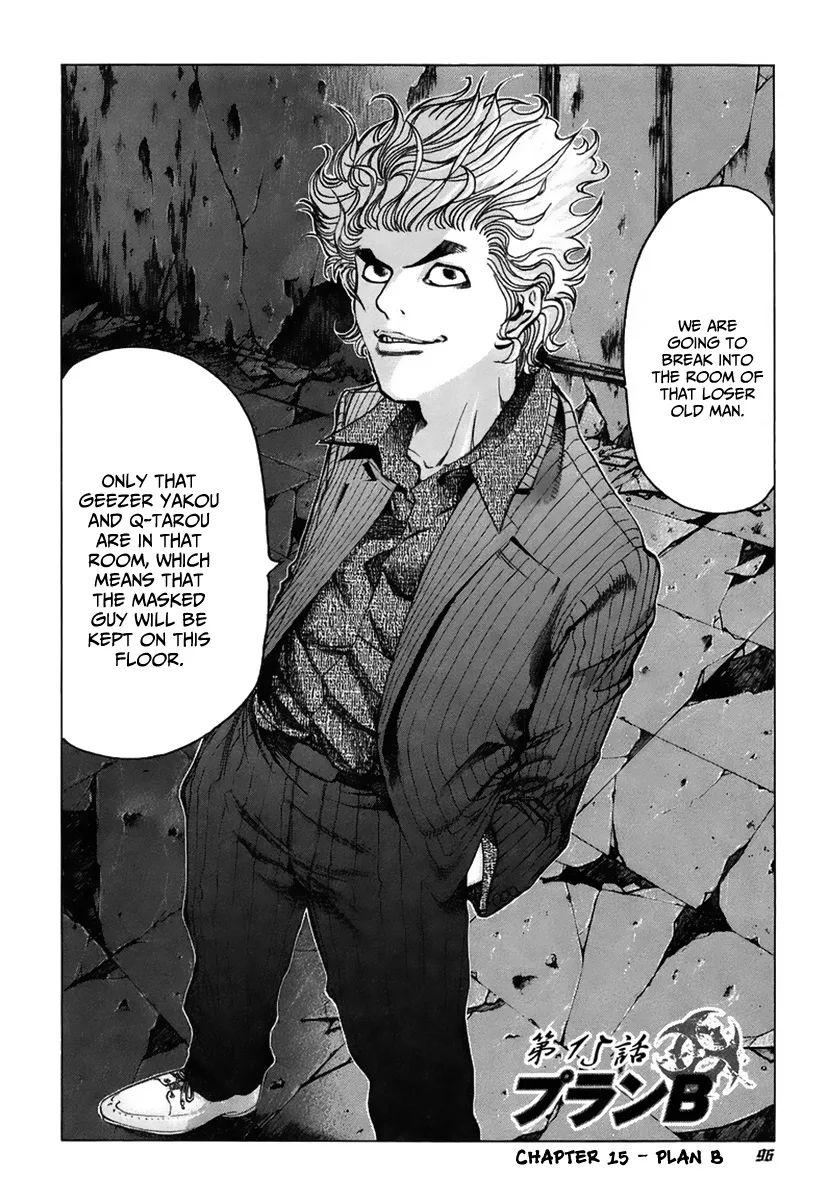 WE ARE
GOING TO
BREAK INTO
THE ROOM OF
THAT LOSER
OLD MAN.
ONLY THAT
GEEZER YAKOU
AND Q-TAROU
ARE IN THAT
ROOM, WHICH
MEANS THAT
THE MASKED
GUY WILL BE
KEPT ON THIS
FLOOR.
第15話
プランB
CHAPTER 15 - PLAN B
96